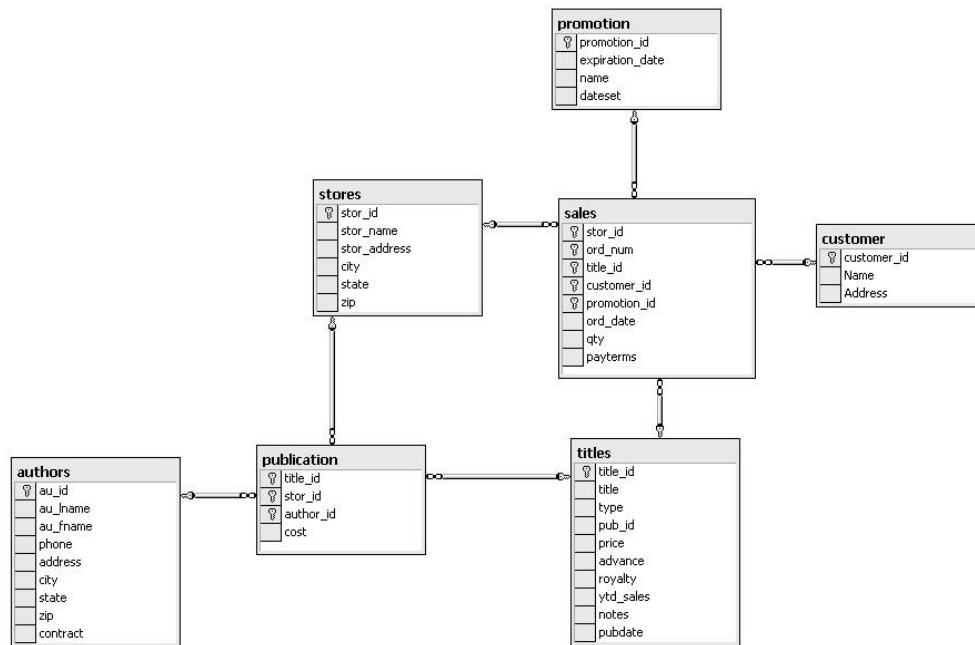 promotion
promotion_id
expiration_date
name
dateset
stores
stor_id
stor_name
stor_address
city
state
zip
sales
stor_id
ord_num
title_id
customer_id
promotion_id
ord_date
qty
payterms
customer
customer_id
Name
Address
authors
au_id
au_lname
au_fname
phone
address
city
state
zip
contract
publication
title_id
stor_id
author_id
cost
titles
title_id
title
type
pub_id
price
advance
royalty
ytd_sales
notes
pubdate